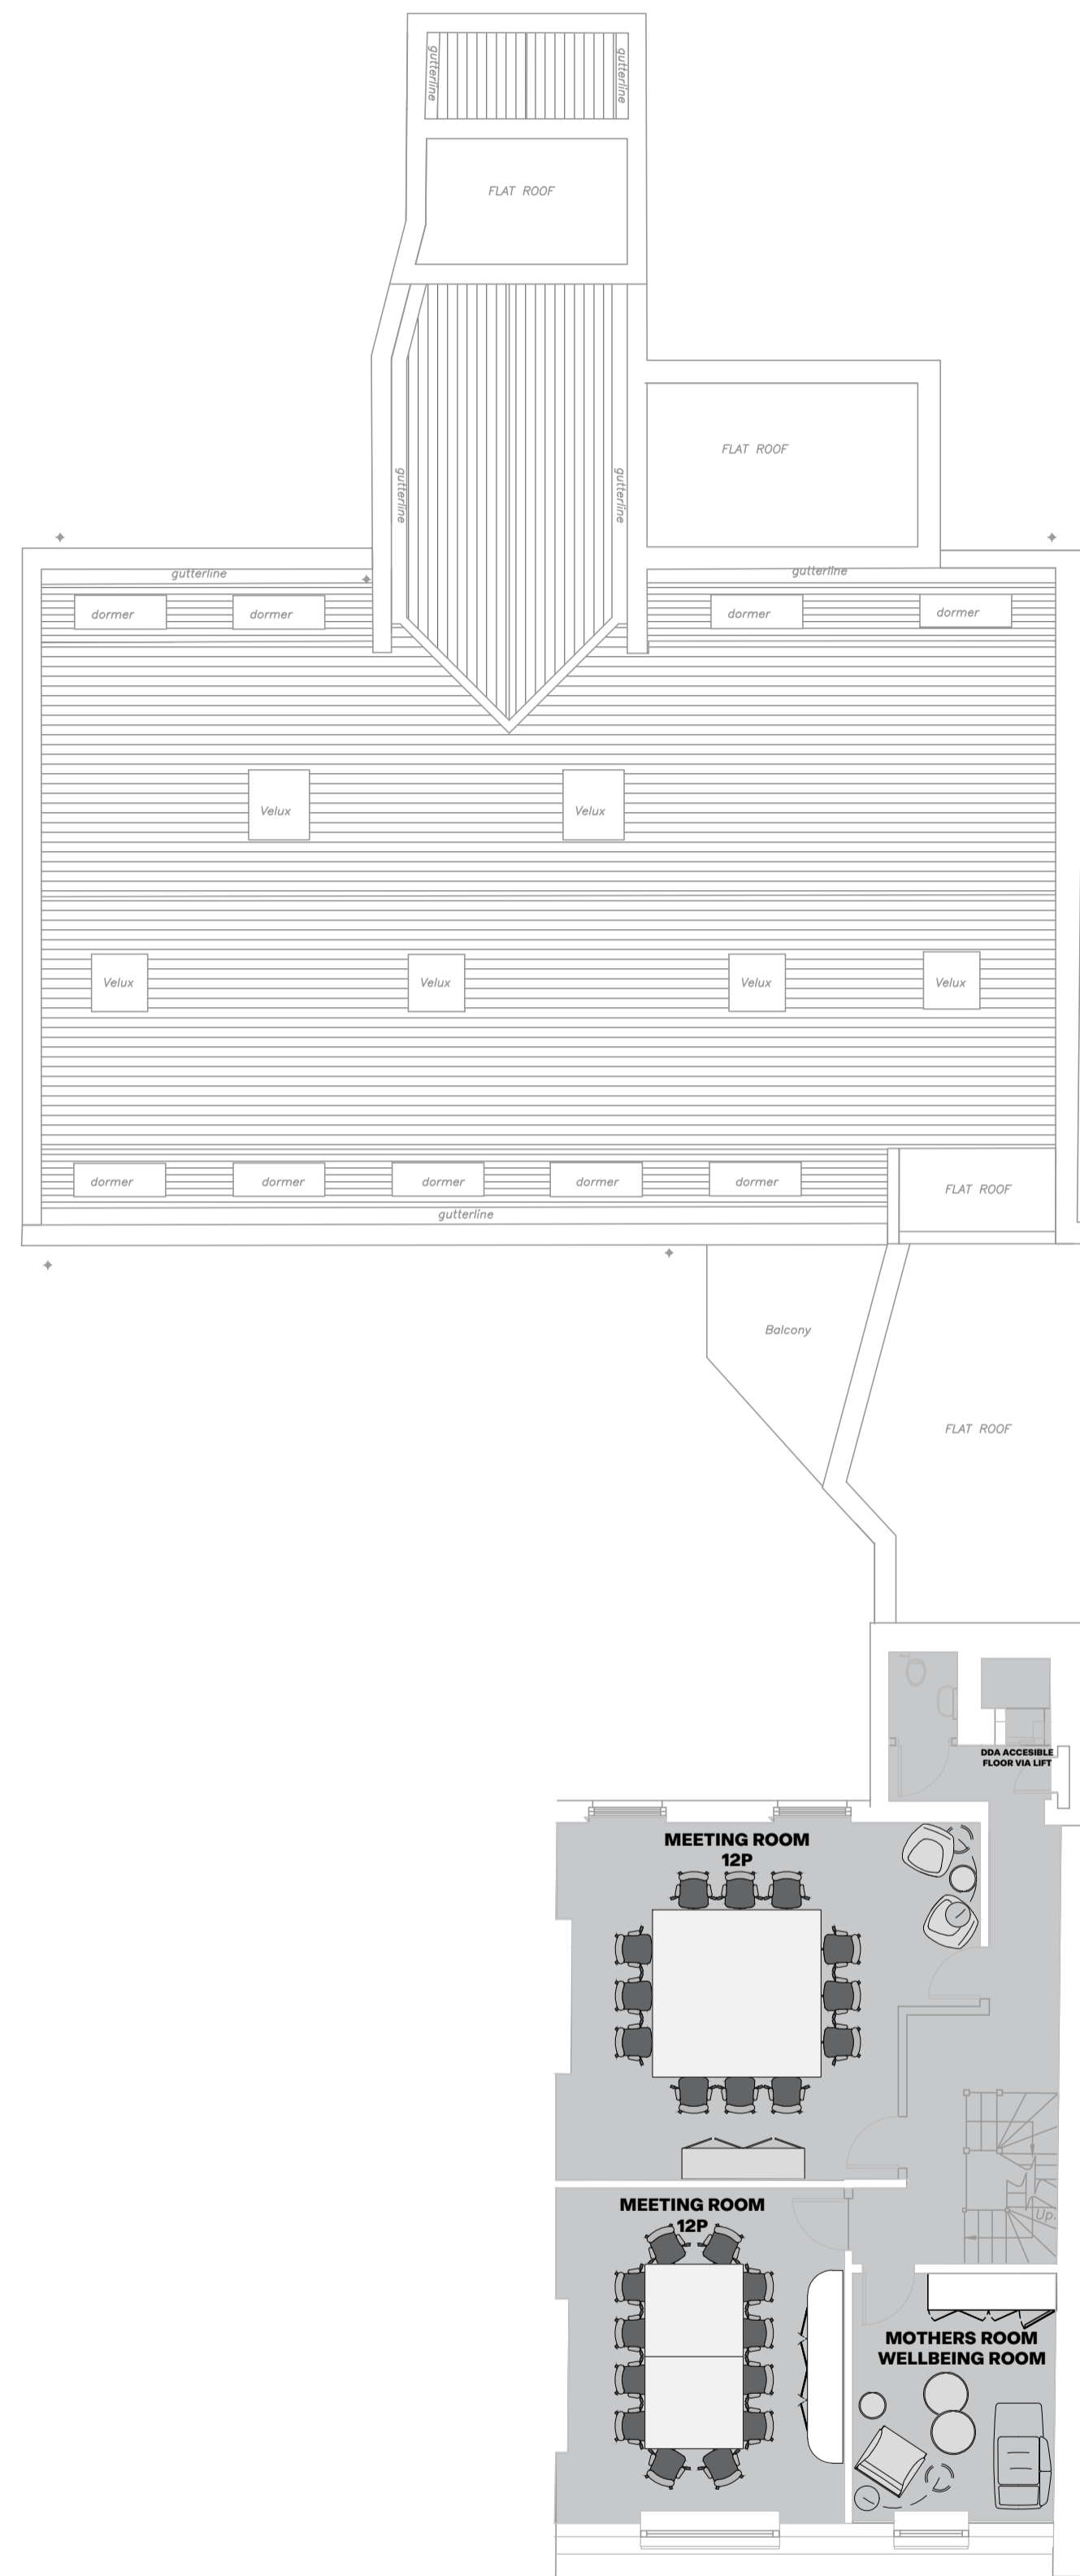 gutterline
gutterline
FLAT ROOF
FLAT ROOF
gutterline
gutterline
gutterline
gutterline
dormer
dormer
dormer
dormer
Velux
Velux
Velux
Velux
Velux
Velux
dormer
dormer
dormer
dormer
dormer
FLAT ROOF
gutterline
Balcony
FLAT ROOF
DDA ACCESIBLE
FLOOR VIA LIFT
MEETING ROOM
12P
MEETING ROOM
12P
Up.
MOTHERS ROOM
WELLBEING ROOM